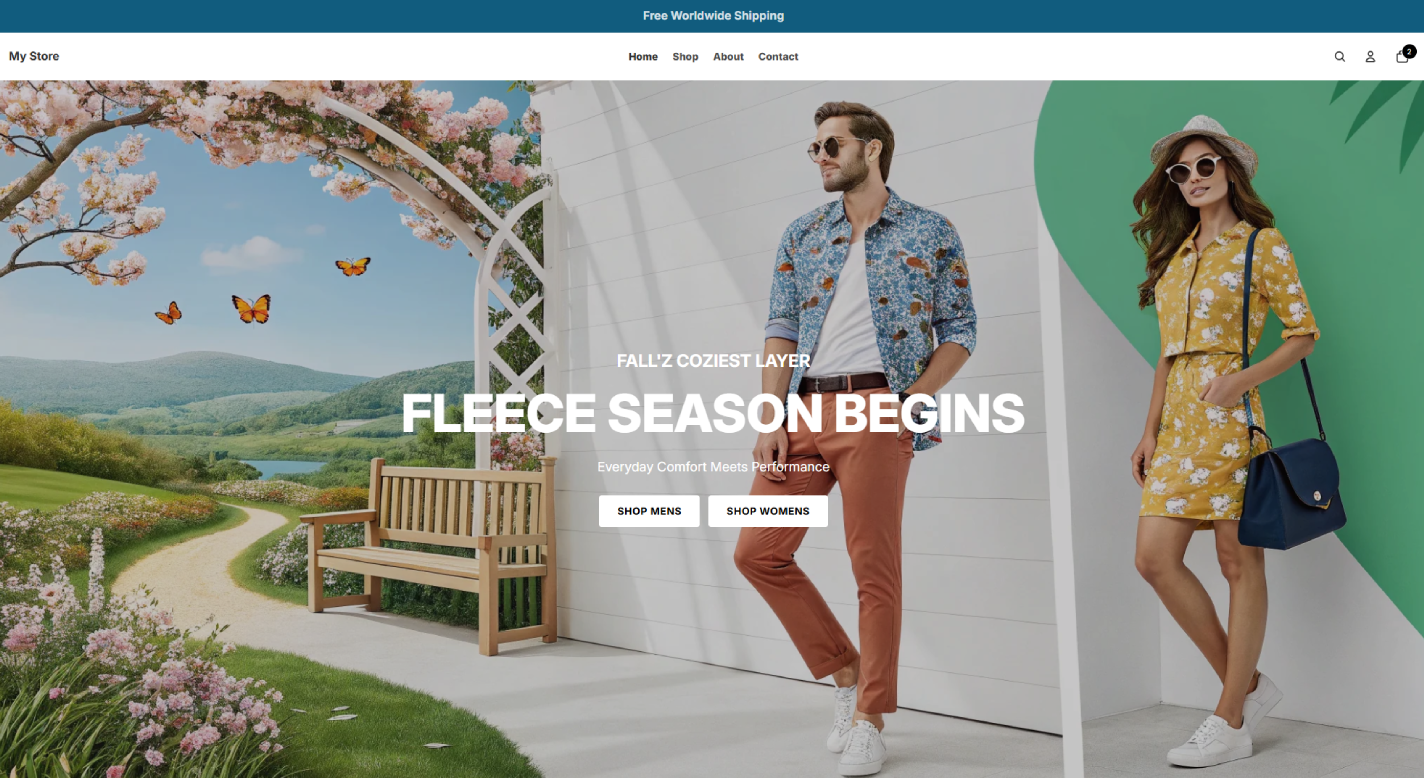 Free Worldwide Shipping
My Store
Home Shop About Contact
2
FALL'Z COZIEST LAYER
FLEECE SEASON BEGINS
Everyday Comfort Meets Performance
SHOP MENS SHOP WOMENS